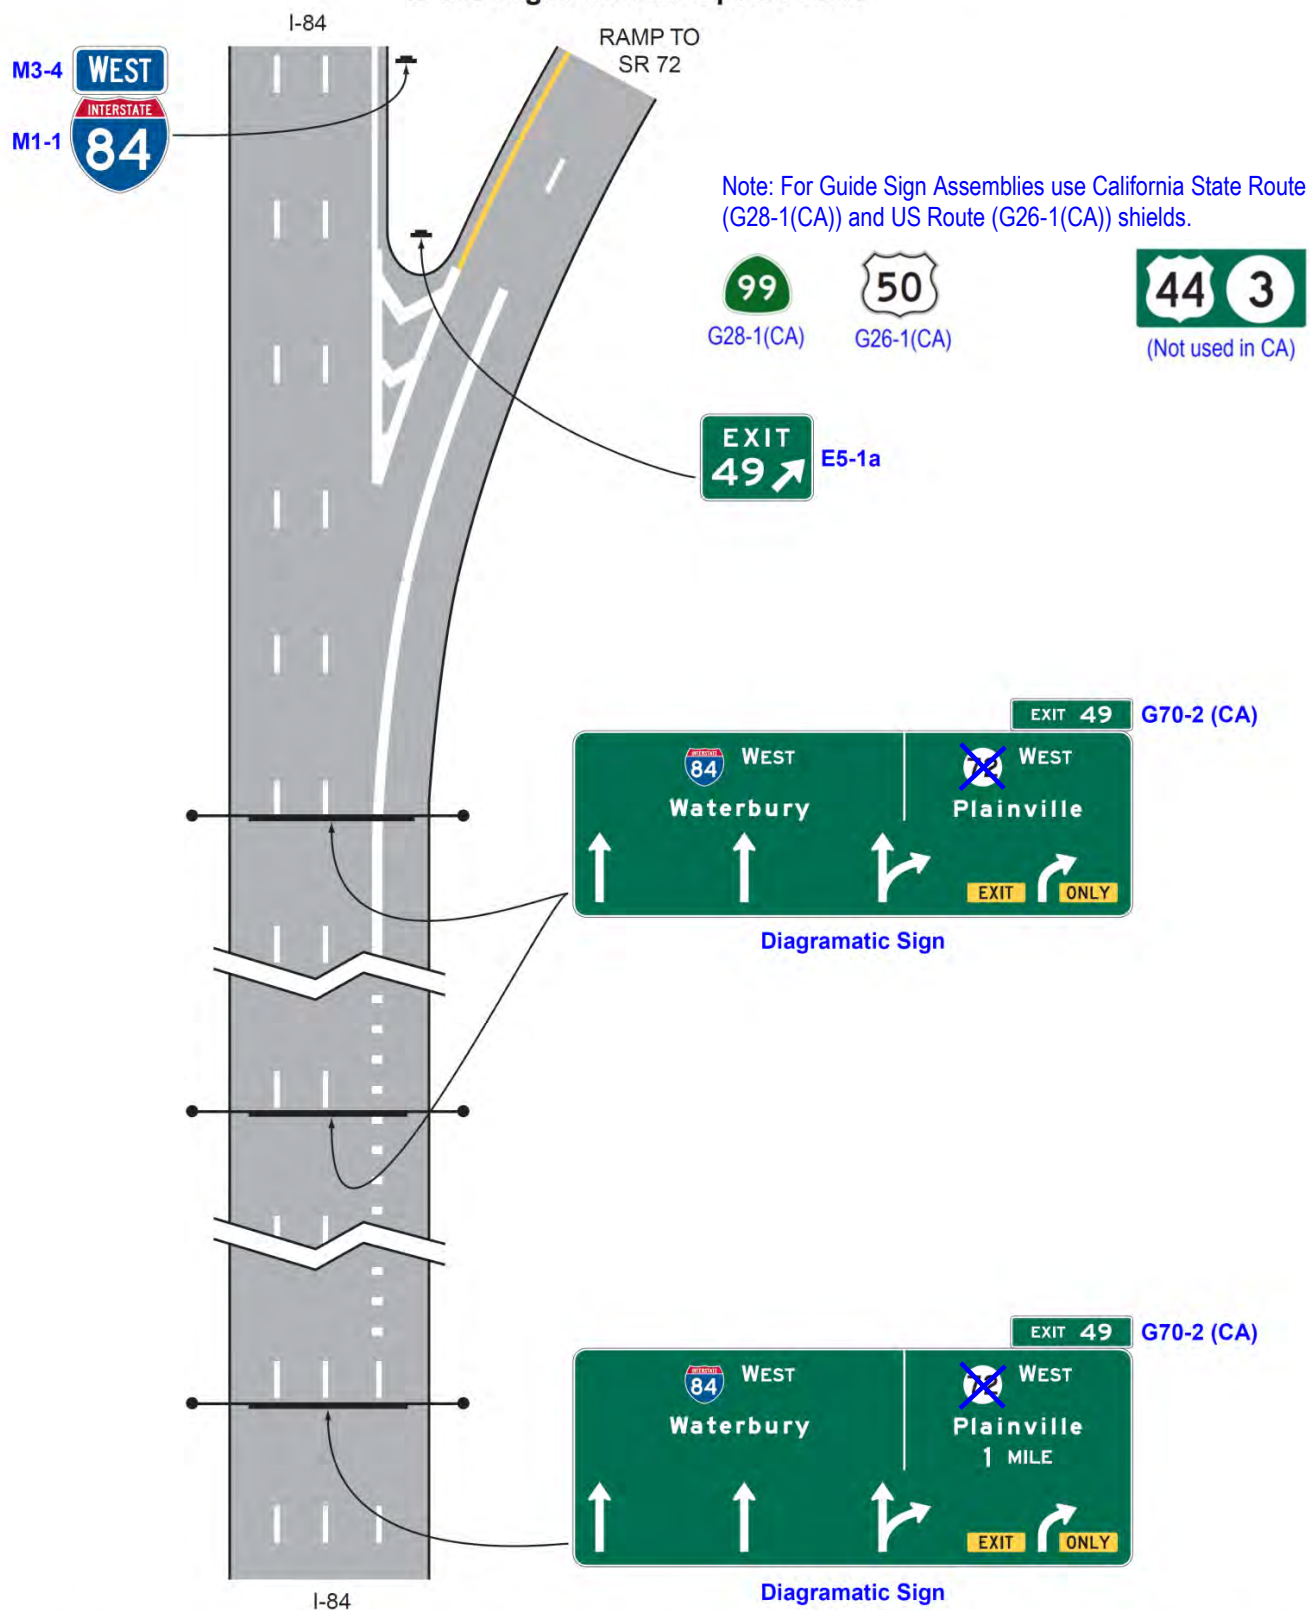 I-84
RAMP TO
SR 72
M3-4
WEST
M1-1
INTERSTATE
84
Note: For Guide Sign Assemblies use California State Route
(G28-1(CA)) and US Route (G26-1(CA)) shields.
99
50
44 3
G28-1(CA)
G26-1(CA)
(Not used in CA)
EXIT
49
E5-1a
EXIT 49
G70-2 (CA)
INTERSTATE
84 WEST
72 WEST
Waterbury
Plainville
EXIT ONLY
Diagramatic Sign
EXIT 49
G70-2 (CA)
INTERSTATE
84 WEST
72 WEST
Waterbury
Plainville
1 MILE
EXIT ONLY
Diagramatic Sign
I-84